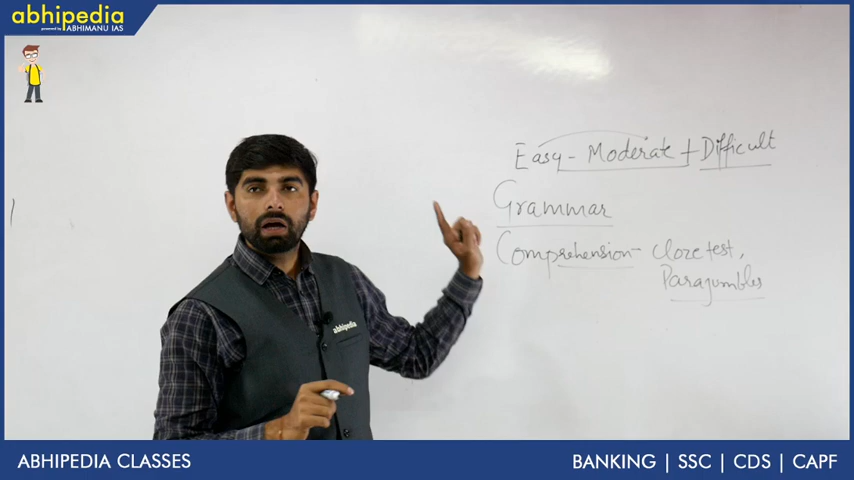 abhipedia
powered by ABHIMANU IAS
Easy - Moderate + Difficult
Grammar
Comprehension - Cloze test,
Parajumbles
abhipedia
ABHIPEDIA CLASSES
BANKING | SSC | CDS | CAPF